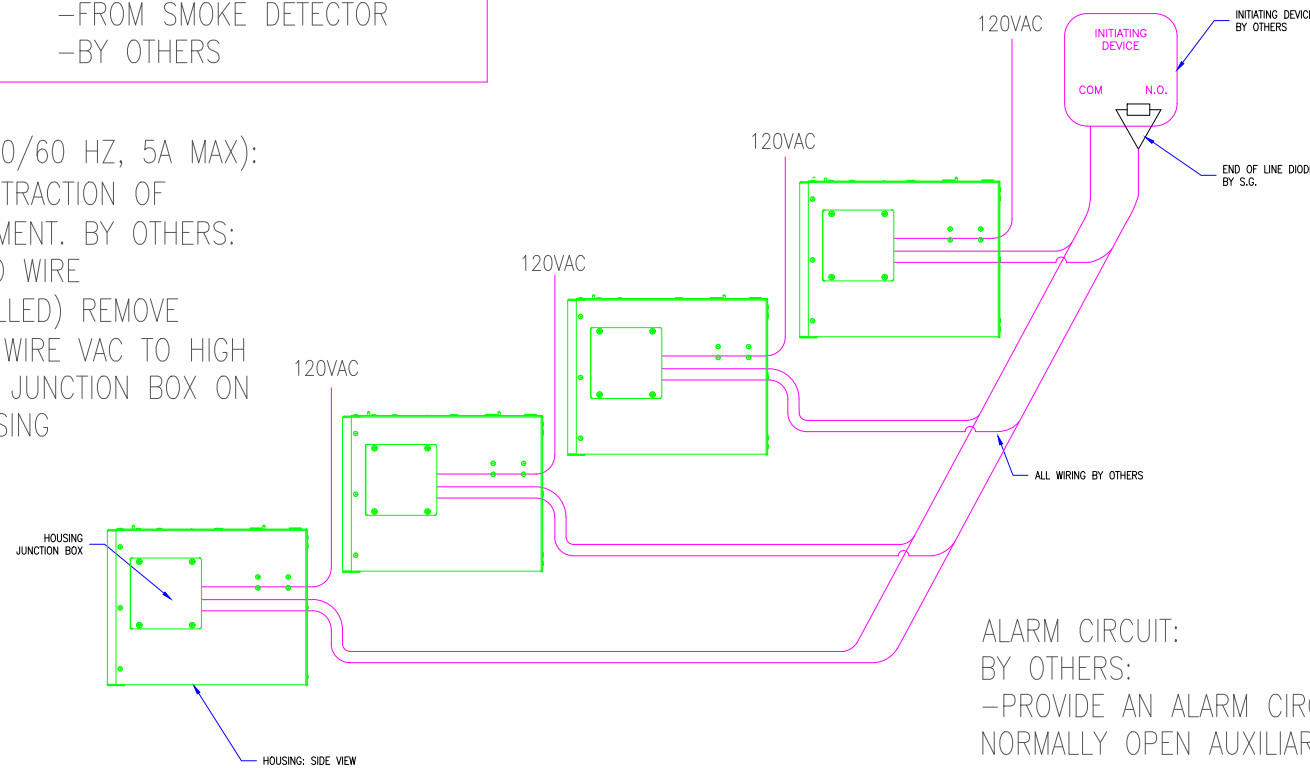 -FROM SMOKE DETECTOR
-BY OTHERS
0/60 HZ, 5A MAX):
TRACTION OF
MENT. BY OTHERS:
WIRE
LLED) REMOVE
WIRE VAC TO HIGH
JUNCTION BOX ON
SING
120VAC
120VAC
120VAC
120VAC
INITIATING
DEVICE
COM N.O.
INITIATING DEVICE
BY OTHERS
END OF LINE DIODE
BY S.G.
ALL WIRING BY OTHERS
HOUSING
JUNCTION BOX
HOUSING: SIDE VIEW
ALARM CIRCUIT:
BY OTHERS:
-PROVIDE AN ALARM CIRC
NORMALLY OPEN AUXILIAR